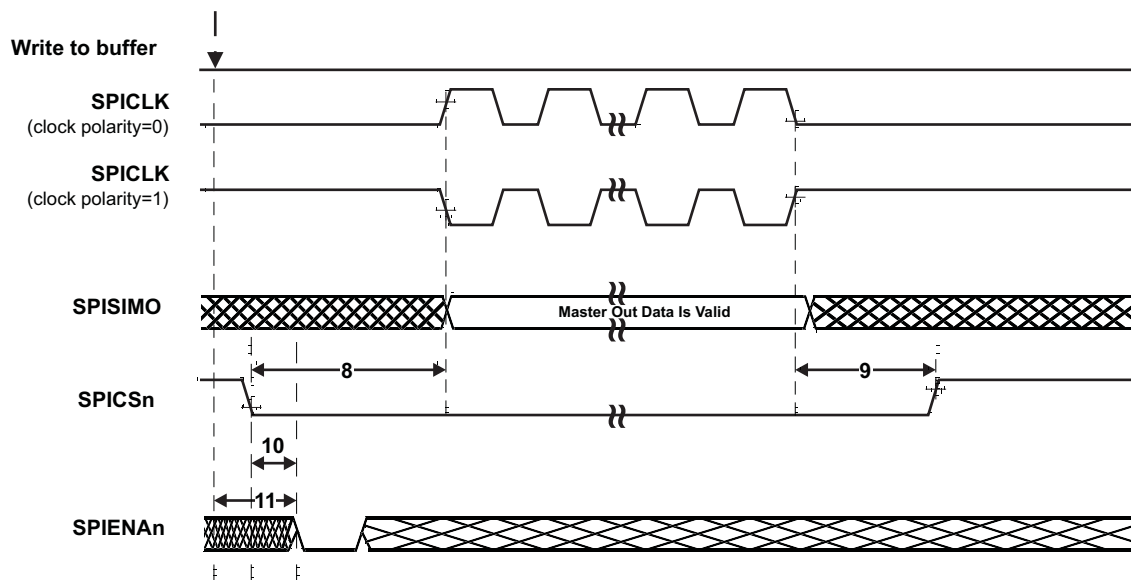 Write to buffer
SPICLK
(clock polarity=0)
SPICLK
(clock polarity=1)
SPISIMO
Master Out Data Is Valid
8
9
SPICSn
10
11
SPIENAn